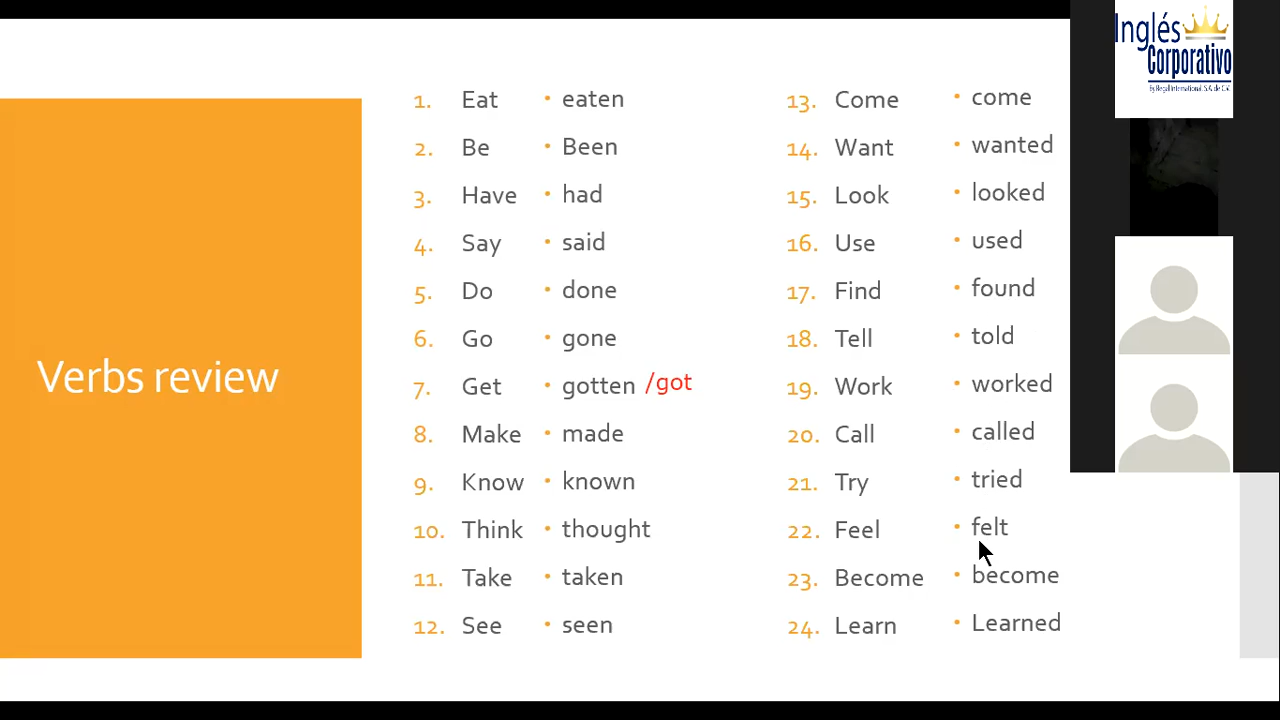 Inglés
Corporativo
By Regal International, S.A. de C.V.
Verbs review
1. Eat • eaten
2. Be • Been
3. Have • had
4. Say • said
5. Do • done
6. Go • gone
7. Get • gotten /got
8. Make • made
9. Know • known
10. Think • thought
11. Take • taken
12. See • seen
13. Come • come
14. Want • wanted
15. Look • looked
16. Use • used
17. Find • found
18. Tell • told
19. Work • worked
20. Call • called
21. Try • tried
22. Feel • felt
23. Become • become
24. Learn • Learned